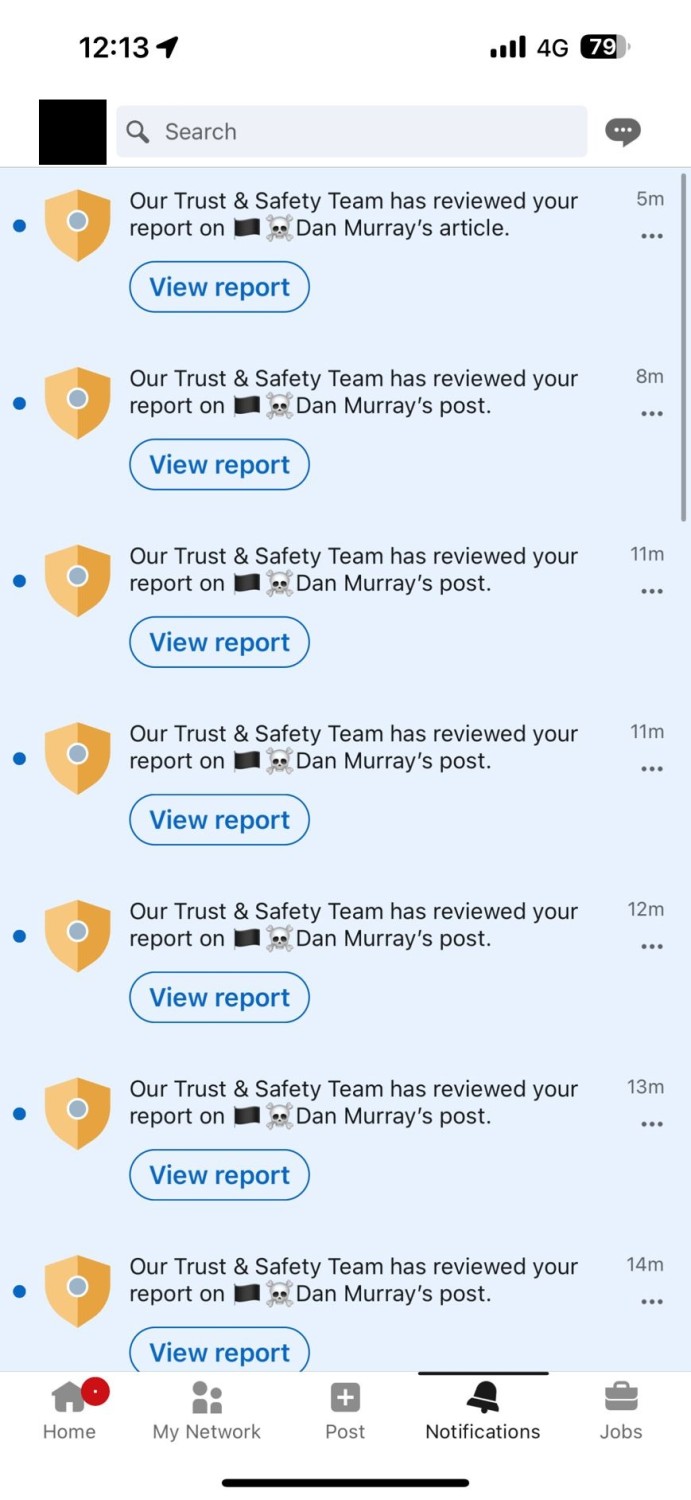 12:13
4G 79
Search
Our Trust & Safety Team has reviewed your 5m
report on 🏴☠️Dan Murray’s article.
View report
Our Trust & Safety Team has reviewed your 8m
report on 🏴☠️Dan Murray’s post.
View report
Our Trust & Safety Team has reviewed your 11m
report on 🏴☠️Dan Murray’s post.
View report
Our Trust & Safety Team has reviewed your 11m
report on 🏴☠️Dan Murray’s post.
View report
Our Trust & Safety Team has reviewed your 12m
report on 🏴☠️Dan Murray’s post.
View report
Our Trust & Safety Team has reviewed your 13m
report on 🏴☠️Dan Murray’s post.
View report
Our Trust & Safety Team has reviewed your 14m
report on 🏴☠️Dan Murray’s post.
View report
Home My Network Post Notifications Jobs